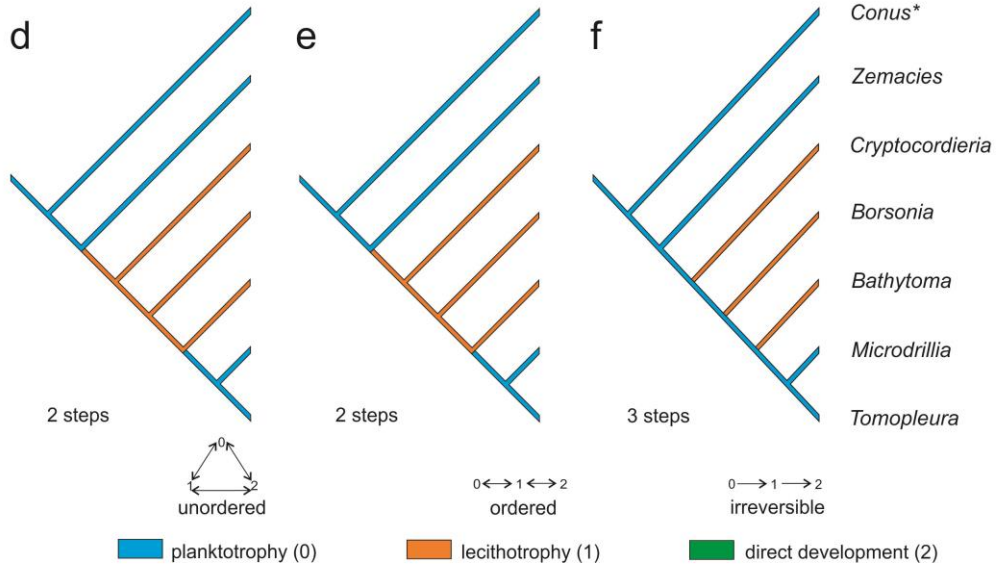 d
e
f
Conus*
Zemacies
Cryptocordieria
Borsonia
Bathytoma
Microdrillia
Tomopleura
2 steps
2 steps
3 steps
0
1 2
unordered
0 1 2
ordered
0 1 2
irreversible
planktotrophy (0)
lecithotrophy (1)
direct development (2)